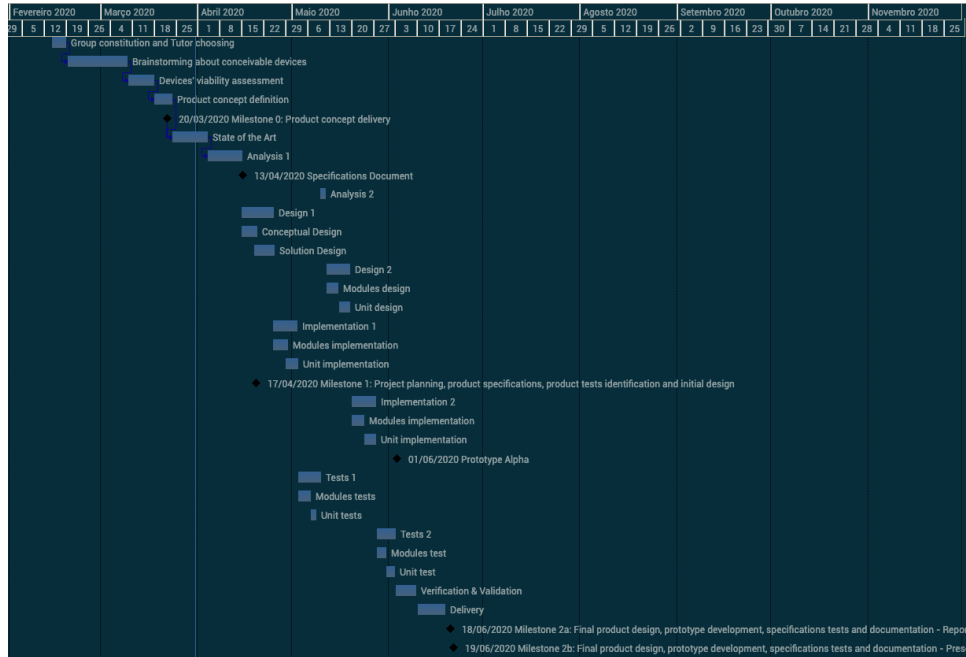 Fevereiro 2020 Março 2020 Abril 2020 Maio 2020 Junho 2020 Julho 2020 Agosto 2020 Setembro 2020 Outubro 2020 Novembro 2020
29 5 12 19 26 4 11 18 25 1 8 15 22 29 6 13 20 27 3 10 17 24 1 8 15 22 29 5 12 19 26 2 9 16 23 30 7 14 21 28 4 11 18 25
Group constitution and Tutor choosing
Brainstorming about conceivable devices
Devices' viability assessment
Product concept definition
20/03/2020 Milestone 0: Product concept delivery
State of the Art
Analysis 1
13/04/2020 Specifications Document
Analysis 2
Design 1
Conceptual Design
Solution Design
Design 2
Modules design
Unit design
Implementation 1
Modules implementation
Unit implementation
17/04/2020 Milestone 1: Project planning, product specifications, product tests identification and initial design
Implementation 2
Modules implementation
Unit implementation
01/06/2020 Prototype Alpha
Tests 1
Modules tests
Unit tests
Tests 2
Modules test
Unit test
Verification & Validation
Delivery
18/06/2020 Milestone 2a: Final product design, prototype development, specifications tests and documentation - Repo
19/06/2020 Milestone 2b: Final product design, prototype development, specifications tests and documentation - Pres